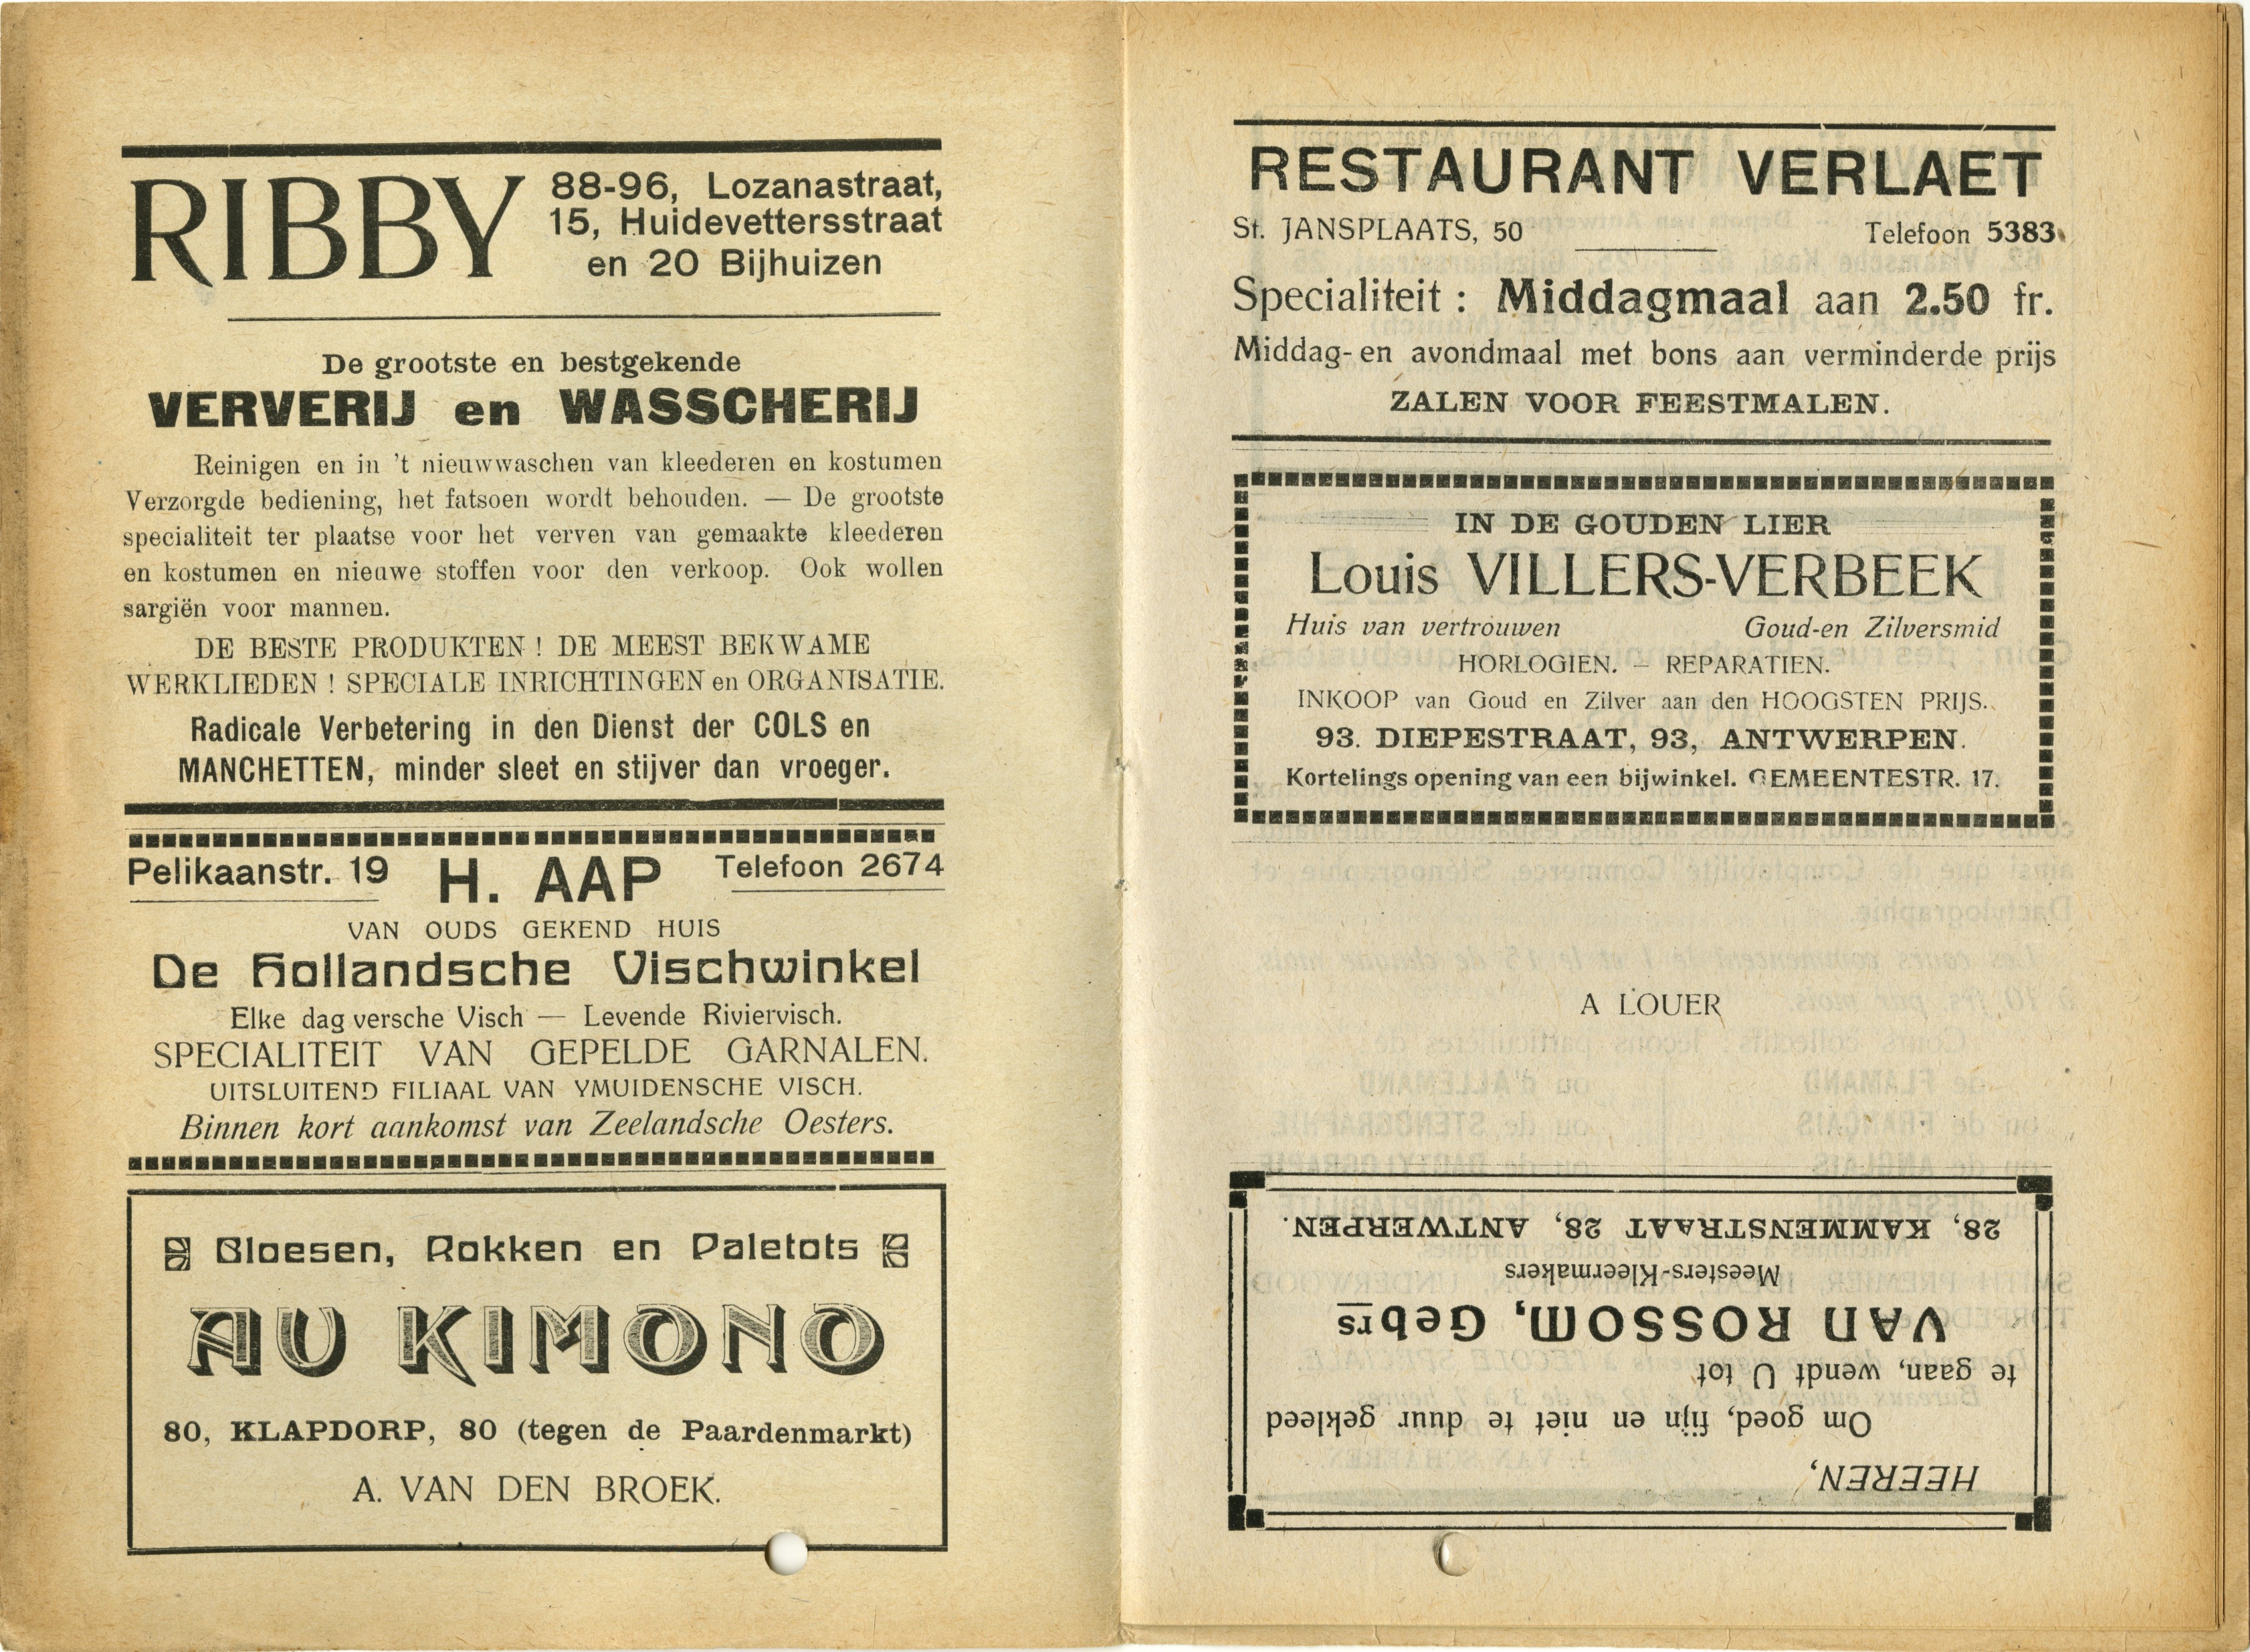 RIBBY
88-96, Lozanastraat,
15, Huidevettersstraat
en 20 Bijhuizen
De grootste en bestgekende
VERVERIJ en WASSCHERIJ
Reinigen en in 't nieuwwaschen van kleederen en kostumen
Verzorgde bediening, het fatsoen wordt behouden. — De grootste
specialiteit ter plaatse voor het verven van gemaakte kleederen
en kostumen en nieuwe stoffen voor den verkoop. Ook wollen
sargiën voor mannen.
DE BESTE PRODUKTEN ! DE MEEST BEKWAME
WERKLIEDEN ! SPECIALE INRICHTINGEN en ORGANISATIE.
Radicale Verbetering in den Dienst der COLS en
MANCHETTEN, minder sleet en stijver dan vroeger.
Pelikaanstr. 19 H. AAP Telefoon 2674
VAN OUDS GEKEND HUIS
De Hollandsche Vischwinkel
Elke dag versche Visch — Levende Riviervisch.
SPECIALITEIT VAN GEPELDE GARNALEN.
UITSLUITEND FILIAAL VAN YMUIDENSCHE VISCH.
Binnen kort aankomst van Zeelandsche Oesters.
Bloesen, Rokken en Paletots
AU KIMONO
80, KLAPDORP, 80 (tegen de Paardenmarkt)
A. VAN DEN BROEK.
RESTAURANT VERLAET
St. JANSPLAATS, 50 Telefoon 5383
Specialiteit : Middagmaal aan 2.50 fr.
Middag- en avondmaal met bons aan verminderde prijs
ZALEN VOOR FEESTMALEN.
IN DE GOUDEN LIER
Louis VILLERS-VERBEEK
Huis van vertrouwen Goud-en Zilversmid
HORLOGIEN. — REPARATIEN.
INKOOP van Goud en Zilver aan den HOOGSTEN PRIJS.
93. DIEPESTRAAT, 93, ANTWERPEN.
Kortelings opening van een bijwinkel. GEMEENTESTR. 17.
A LOUER
HEEREN,
Om goed, fijn en niet te duur gekleed
te gaan, wendt U tot
VAN ROSSOM, Gebrs
Meesters-Kleermakers
28, KAMMENSTRAAT 28, ANTWERPEN.